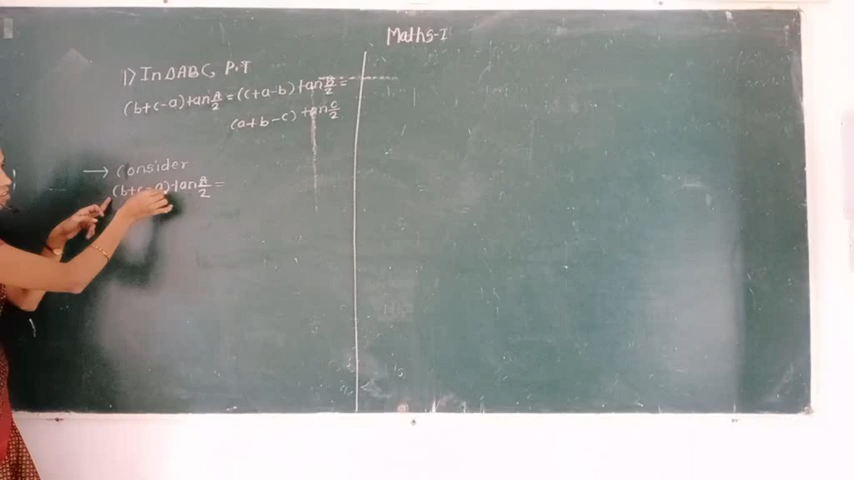 Maths-I
1) In ΔABC, P.T
(b+c-a) tan A/2 = (c+a-b) tan B/2 =
(a+b-c) tan C/2
→ Consider
(b+c-a) tan A/2 =